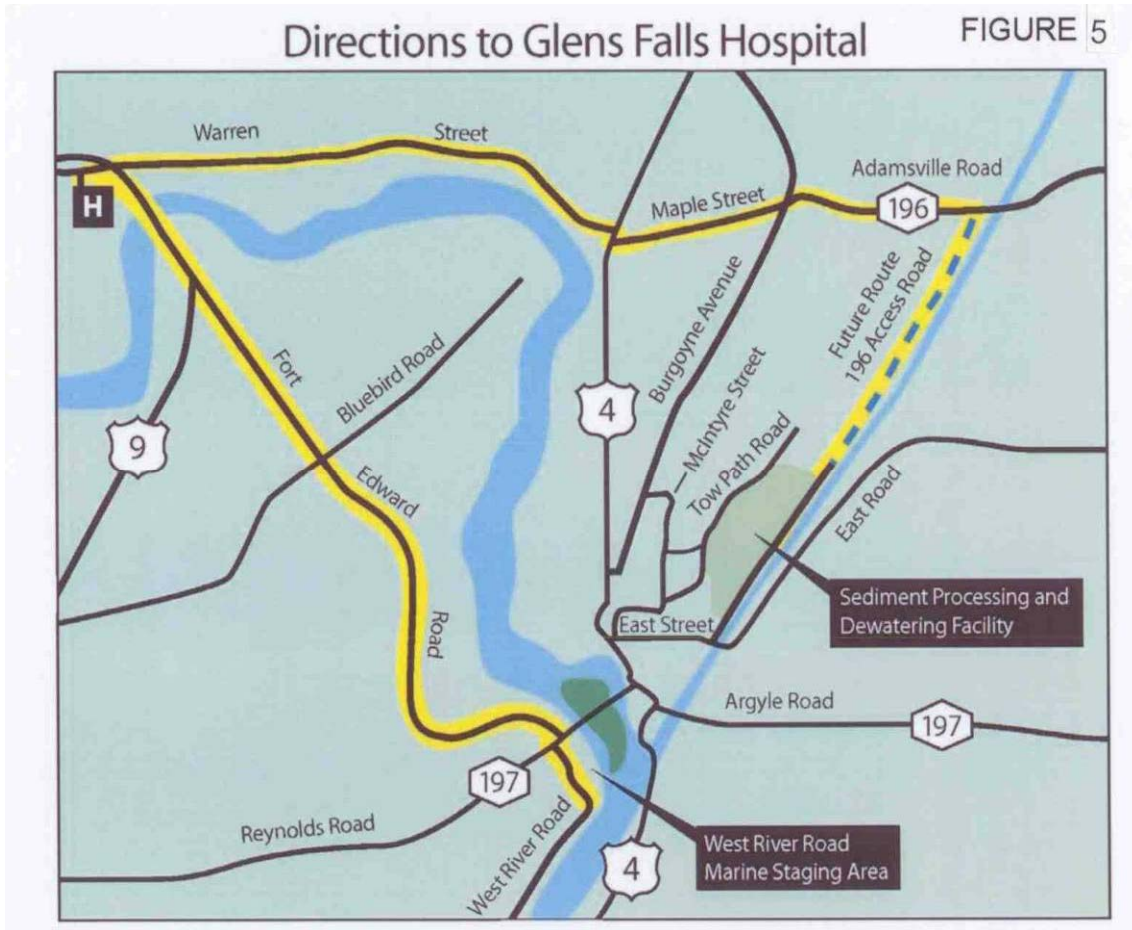 Directions to Glens Falls Hospital
FIGURE 5
Warren Street
Adamsville Road
Maple Street
196
H
Future Route
196 Access Road
Burgoyne Avenue
Bluebird Road
Fort Edward Road
McIntyre Street
Tow Path Road
4
9
East Road
Sediment Processing and
Dewatering Facility
East Street
Argyle Road
197
197
Reynolds Road
West River Road
West River Road
Marine Staging Area
4